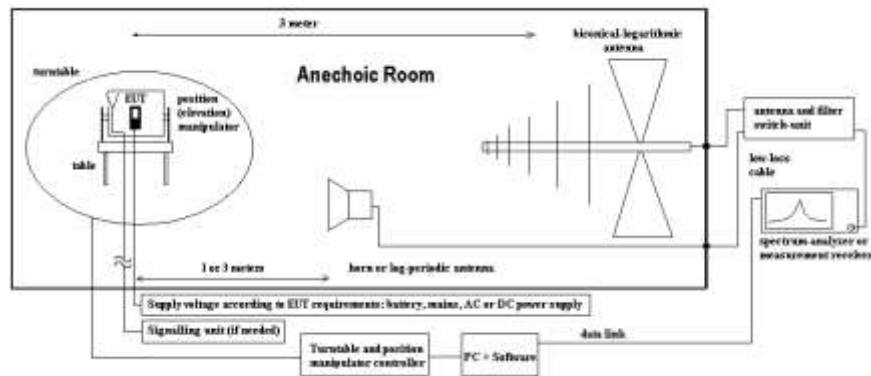 3 meter
biconical-logarithmic
antenna
Anechoic Room
turntable
EUT
position
(elevation)
manipulator
table
antenna and filter
switch-unit
low-loss
cable
spectrum-analyzer or
measurement receiver
1 or 3 meters
horn or log-periodic antenna
Supply voltage according to EUT requirements: battery, mains, AC or DC power supply
Signalling unit (if needed)
data link
Turntable and position
manipulator controller
PC + Software